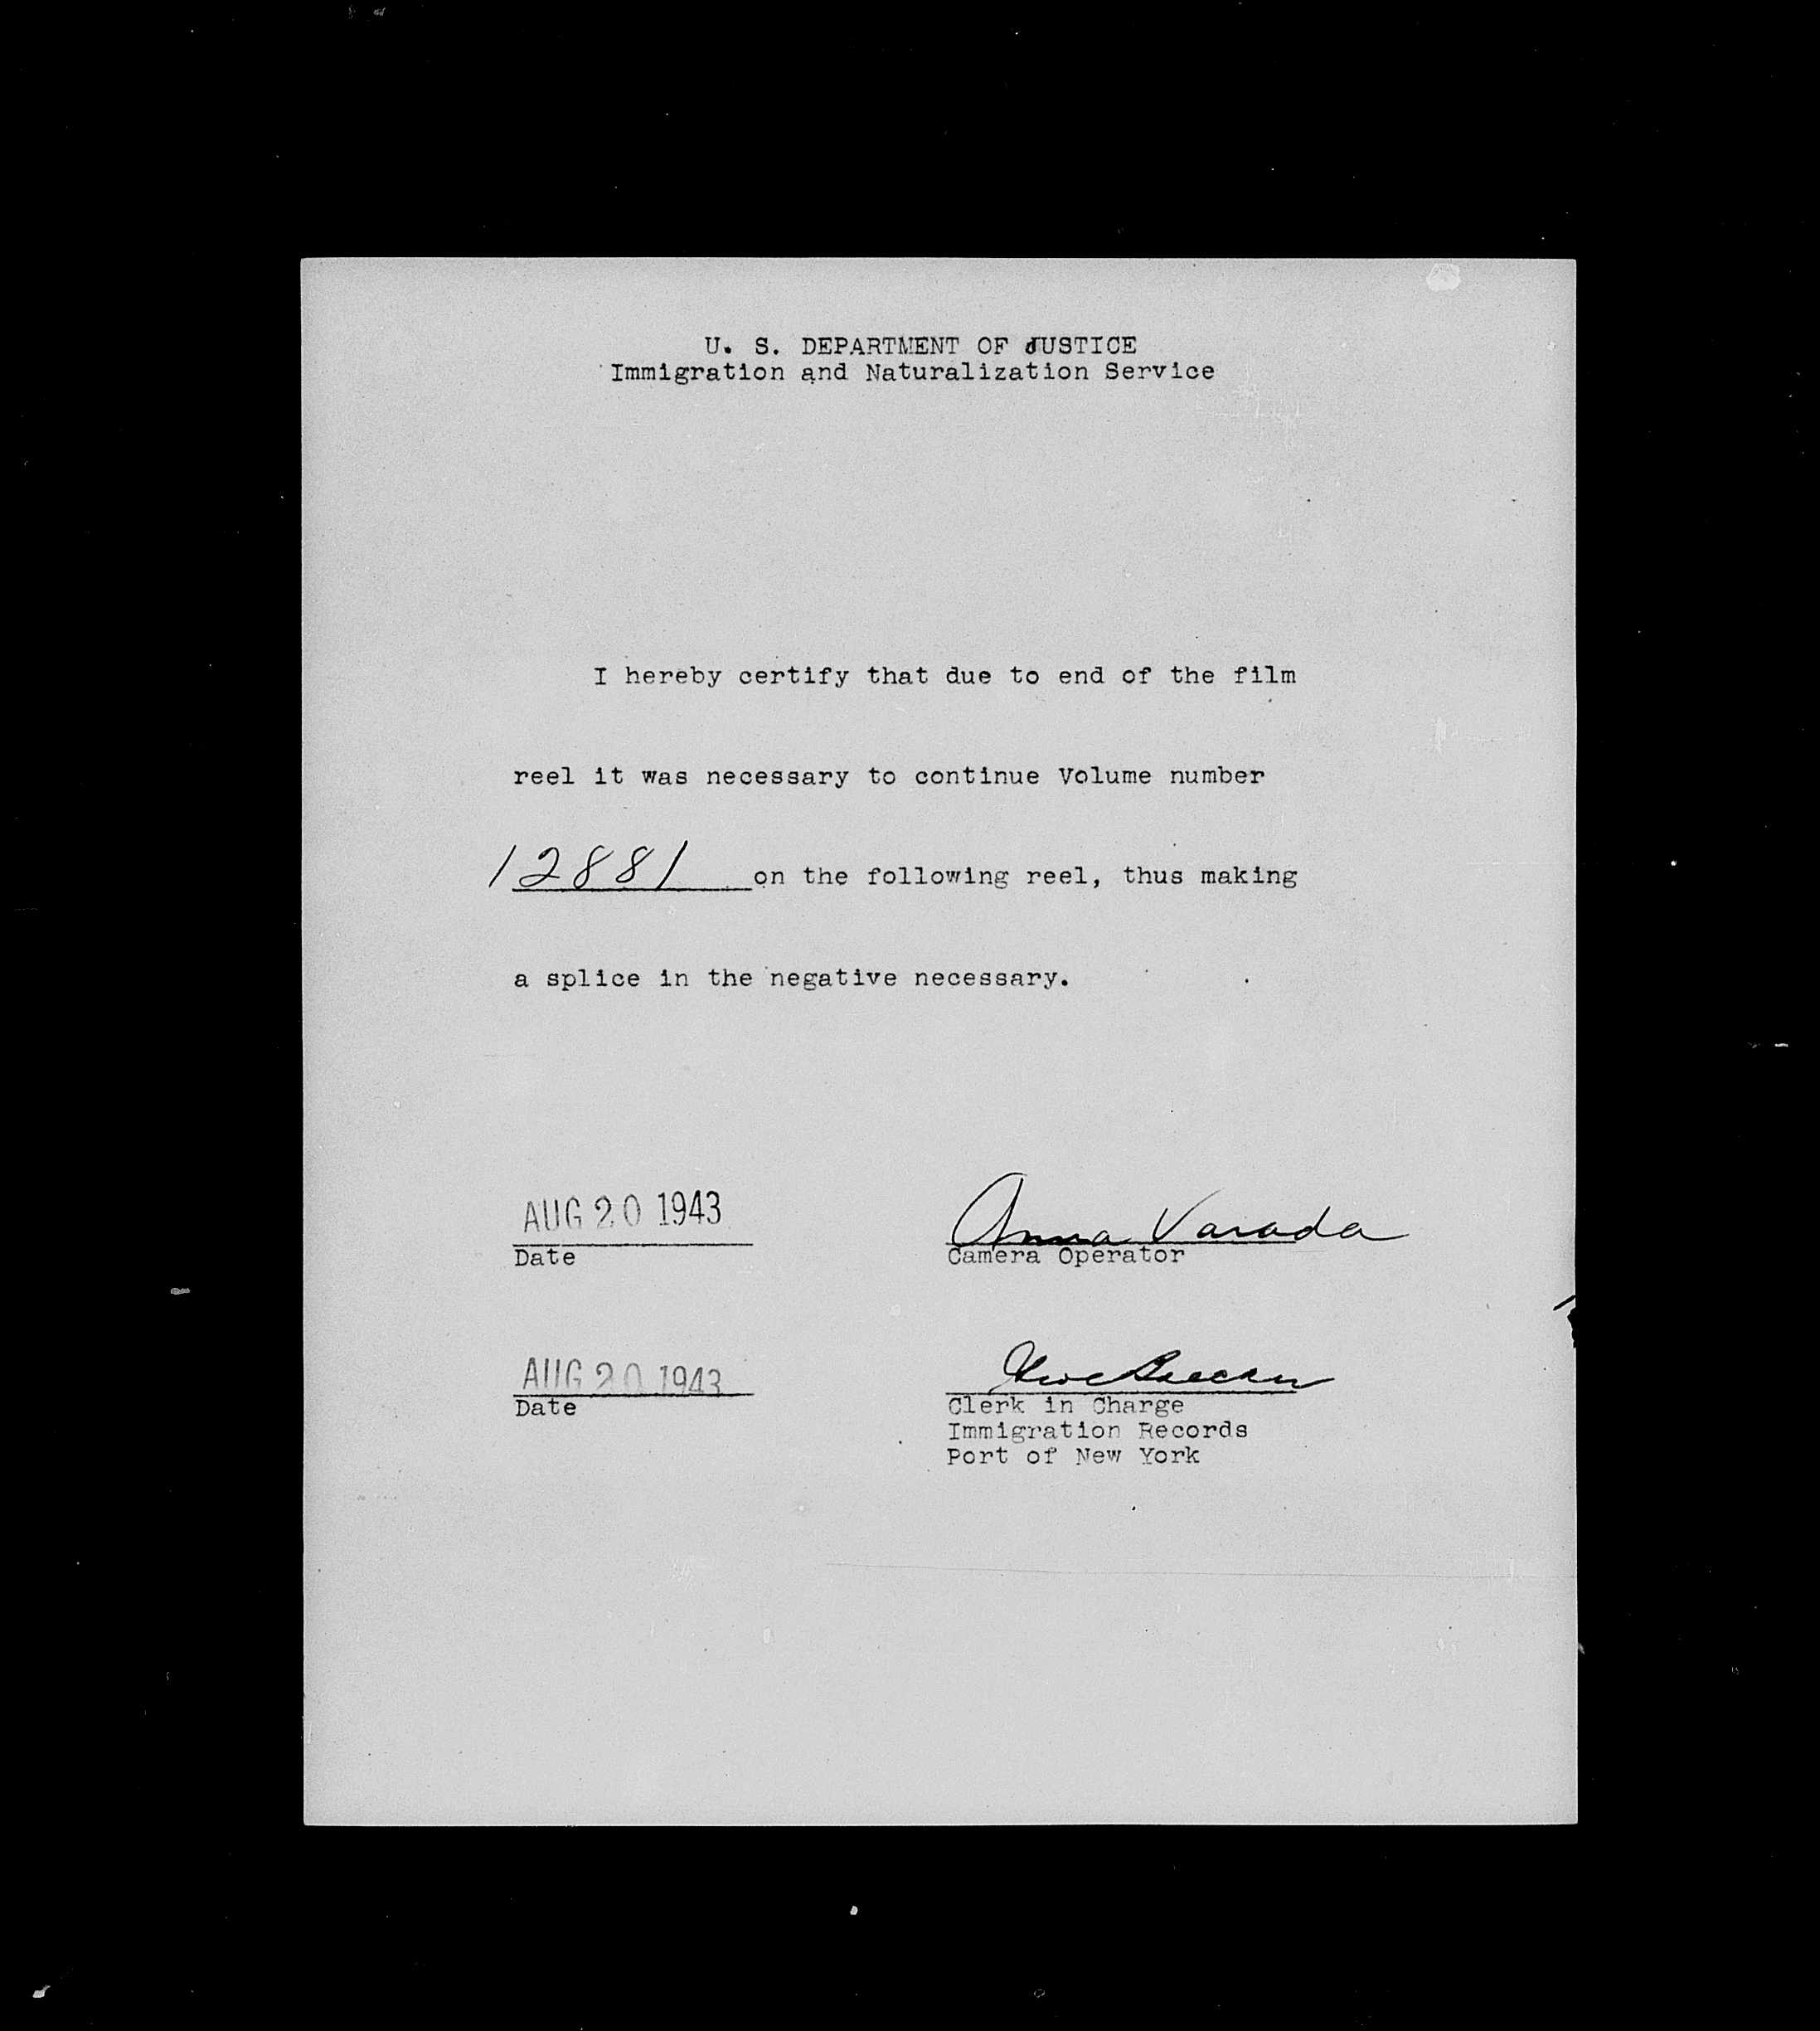 U. S. DEPARTMENT OF JUSTICE
Immigration and Naturalization Service
I hereby certify that due to end of the film
reel it was necessary to continue Volume number
12881 on the following reel, thus making
a splice in the negative necessary.
AUG 20 1943
Anna Varada
Date
Camera Operator
AUG 20 1943
Date
Clerk in Charge
Immigration Records
Port of New York